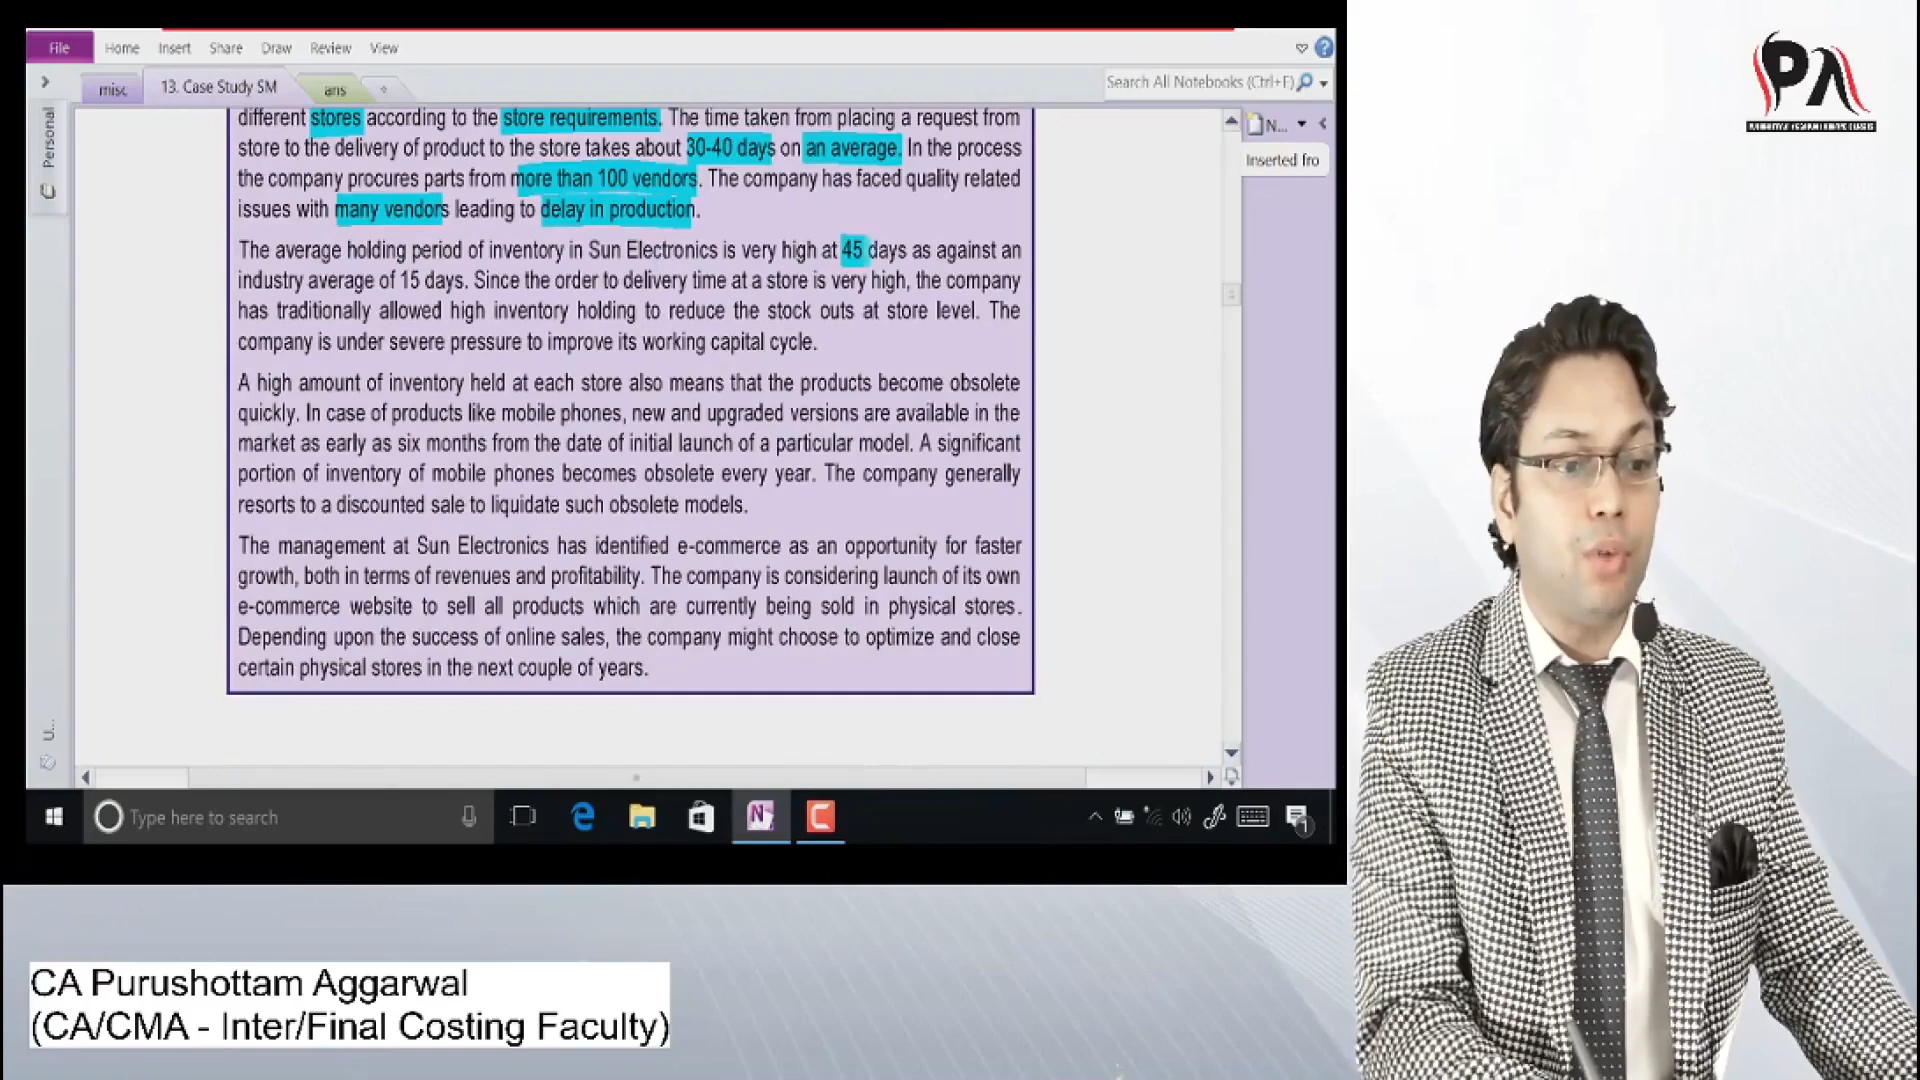 File Home Insert Share Draw Review View
misc 13. Case Study SM ans
Search All Notebooks (Ctrl+E)
Personal
N...
Inserted fro
different stores according to the store requirements. The time taken from placing a request from
store to the delivery of product to the store takes about 30-40 days on an average. In the process
the company procures parts from more than 100 vendors. The company has faced quality related
issues with many vendors leading to delay in production.
The average holding period of inventory in Sun Electronics is very high at 45 days as against an
industry average of 15 days. Since the order to delivery time at a store is very high, the company
has traditionally allowed high inventory holding to reduce the stock outs at store level. The
company is under severe pressure to improve its working capital cycle.
A high amount of inventory held at each store also means that the products become obsolete
quickly. In case of products like mobile phones, new and upgraded versions are available in the
market as early as six months from the date of initial launch of a particular model. A significant
portion of inventory of mobile phones becomes obsolete every year. The company generally
resorts to a discounted sale to liquidate such obsolete models.
The management at Sun Electronics has identified e-commerce as an opportunity for faster
growth, both in terms of revenues and profitability. The company is considering launch of its own
e-commerce website to sell all products which are currently being sold in physical stores.
Depending upon the success of online sales, the company might choose to optimize and close
certain physical stores in the next couple of years.
U...
Type here to search
1
PA
CA Purushottam Aggarwal
(CA/CMA - Inter/Final Costing Faculty)